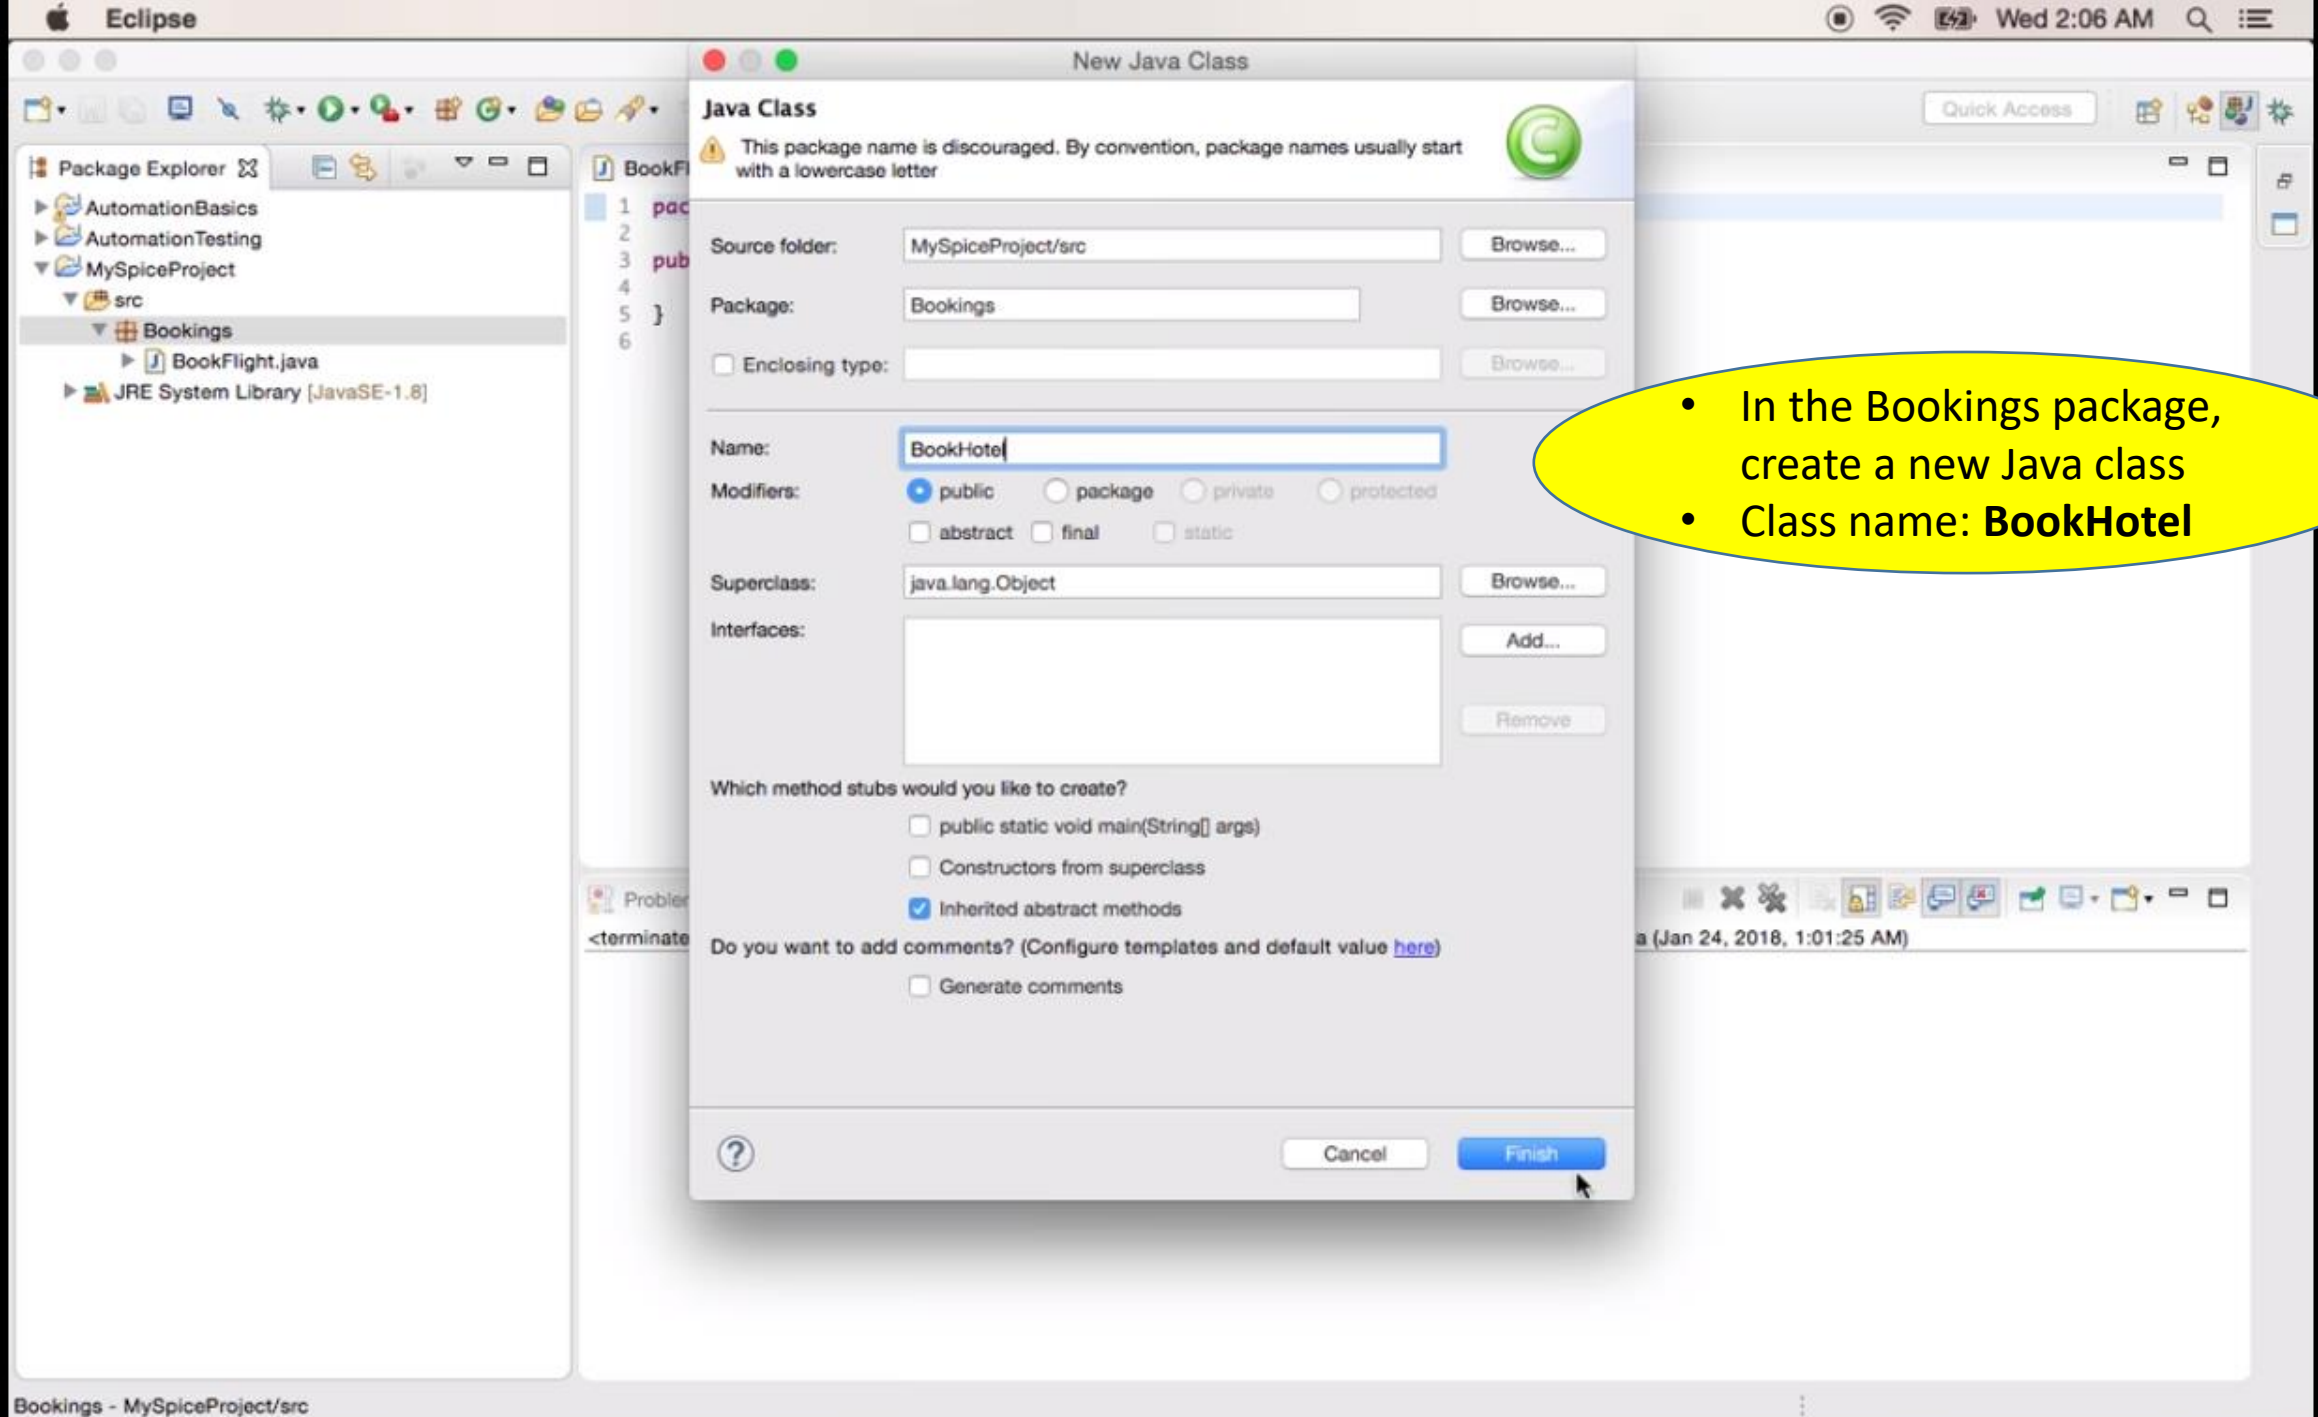 Eclipse
Wed 2:06 AM
New Java Class
Java Class
This package name is discouraged. By convention, package names usually start
with a lowercase letter
Quick Access
Package Explorer
AutomationBasics
AutomationTesting
MySpiceProject
src
Bookings
BookFlight.java
JRE System Library [JavaSE-1.8]
BookFl
1 pac
2
3 pub
4
5 }
6
Source folder: MySpiceProject/src Browse...
Package: Bookings Browse...
Enclosing type: Browse...
Name: BookHotel
Modifiers: public package private protected
abstract final static
Superclass: java.lang.Object Browse...
Interfaces: Add...
Remove
Which method stubs would you like to create?
public static void main(String[] args)
Constructors from superclass
Inherited abstract methods
Do you want to add comments? (Configure templates and default value here)
Generate comments
? Cancel Finish
• In the Bookings package,
create a new Java class
• Class name: BookHotel
Problem
<terminate
a (Jan 24, 2018, 1:01:25 AM)
Bookings - MySpiceProject/src